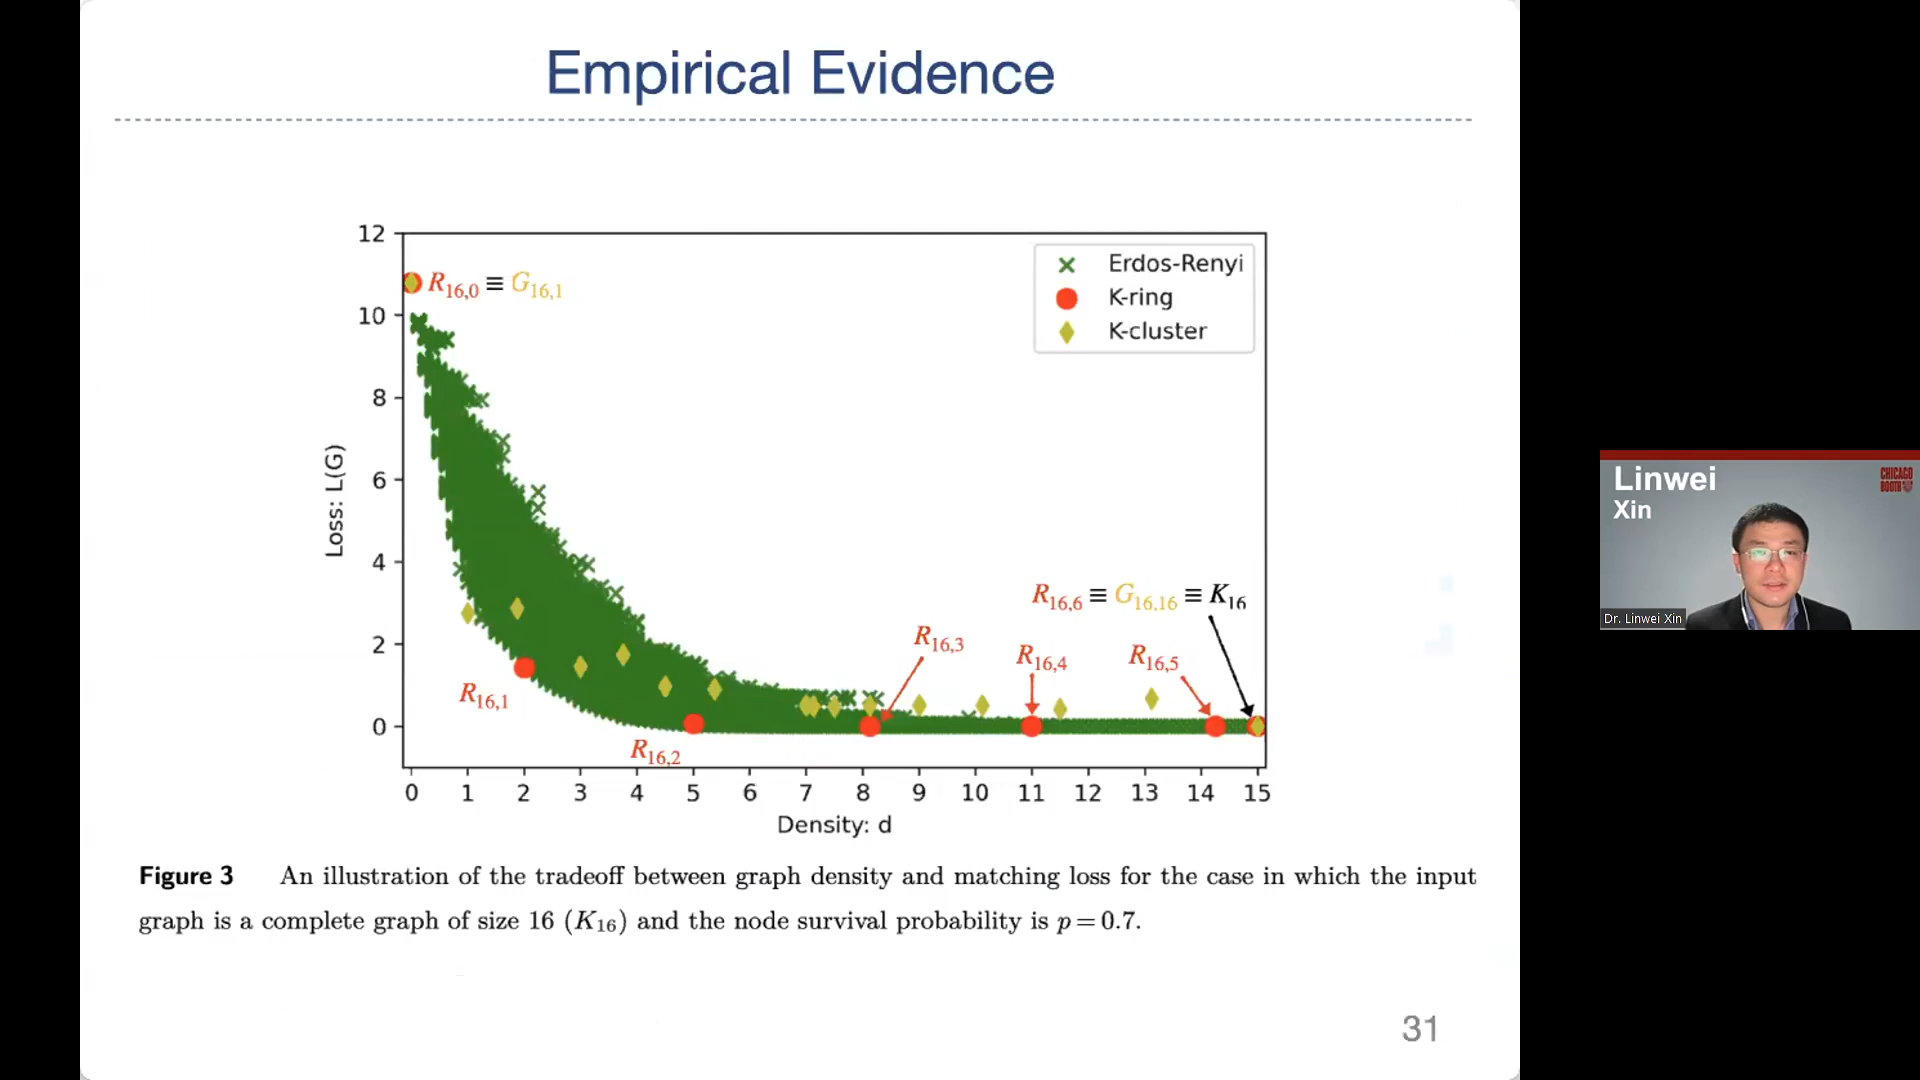 Empirical Evidence
12
10
8
6
4
2
0
Loss: L(G)
R16,0 ≡ G16,1
Erdos-Renyi
K-ring
K-cluster
R16,6 ≡ G16,16 ≡ K16
R16,3
R16,4
R16,5
R16,1
R16,2
0 1 2 3 4 5 6 7 8 9 10 11 12 13 14 15
Density: d
Figure 3 An illustration of the tradeoff between graph density and matching loss for the case in which the input
graph is a complete graph of size 16 (K16) and the node survival probability is p = 0.7.
31
Linwei
Xin
CHICAGO
BOOTH
Dr. Linwei Xin